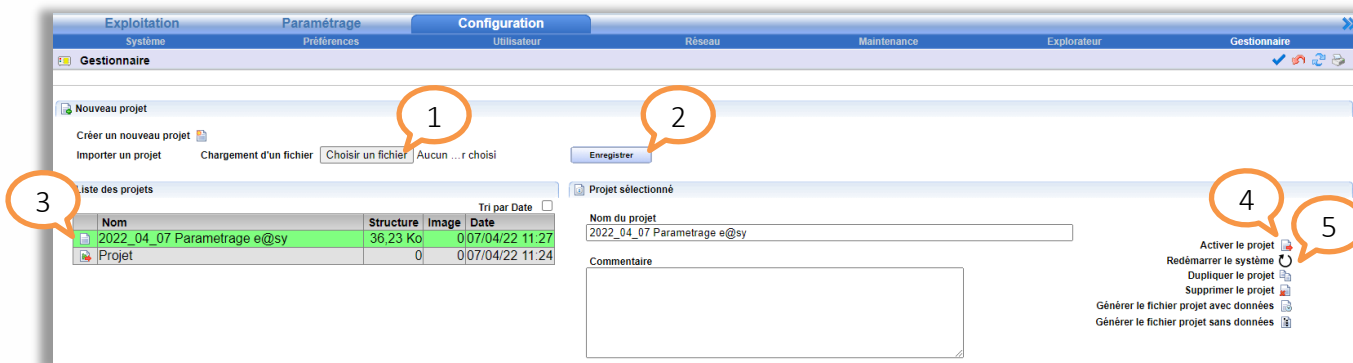 Exploitation Paramétrage Configuration
Système Préférences Utilisateur Réseau Maintenance Explorateur Gestionnaire
Gestionnaire
Nouveau projet
1
2
Créer un nouveau projet
Importer un projet Chargement d'un fichier Choisir un fichier Aucun ...r choisi Enregistrer
3
Liste des projets
Tri par Date
Nom Structure Image Date
2022_04_07 Parametrage e@sy 36,23 Ko 0 07/04/22 11:27
Projet 0 0 07/04/22 11:24
Projet sélectionné
Nom du projet
2022_04_07 Parametrage e@sy
Commentaire
4
5
Activer le projet
Redémarrer le système
Dupliquer le projet
Supprimer le projet
Générer le fichier projet avec données
Générer le fichier projet sans données